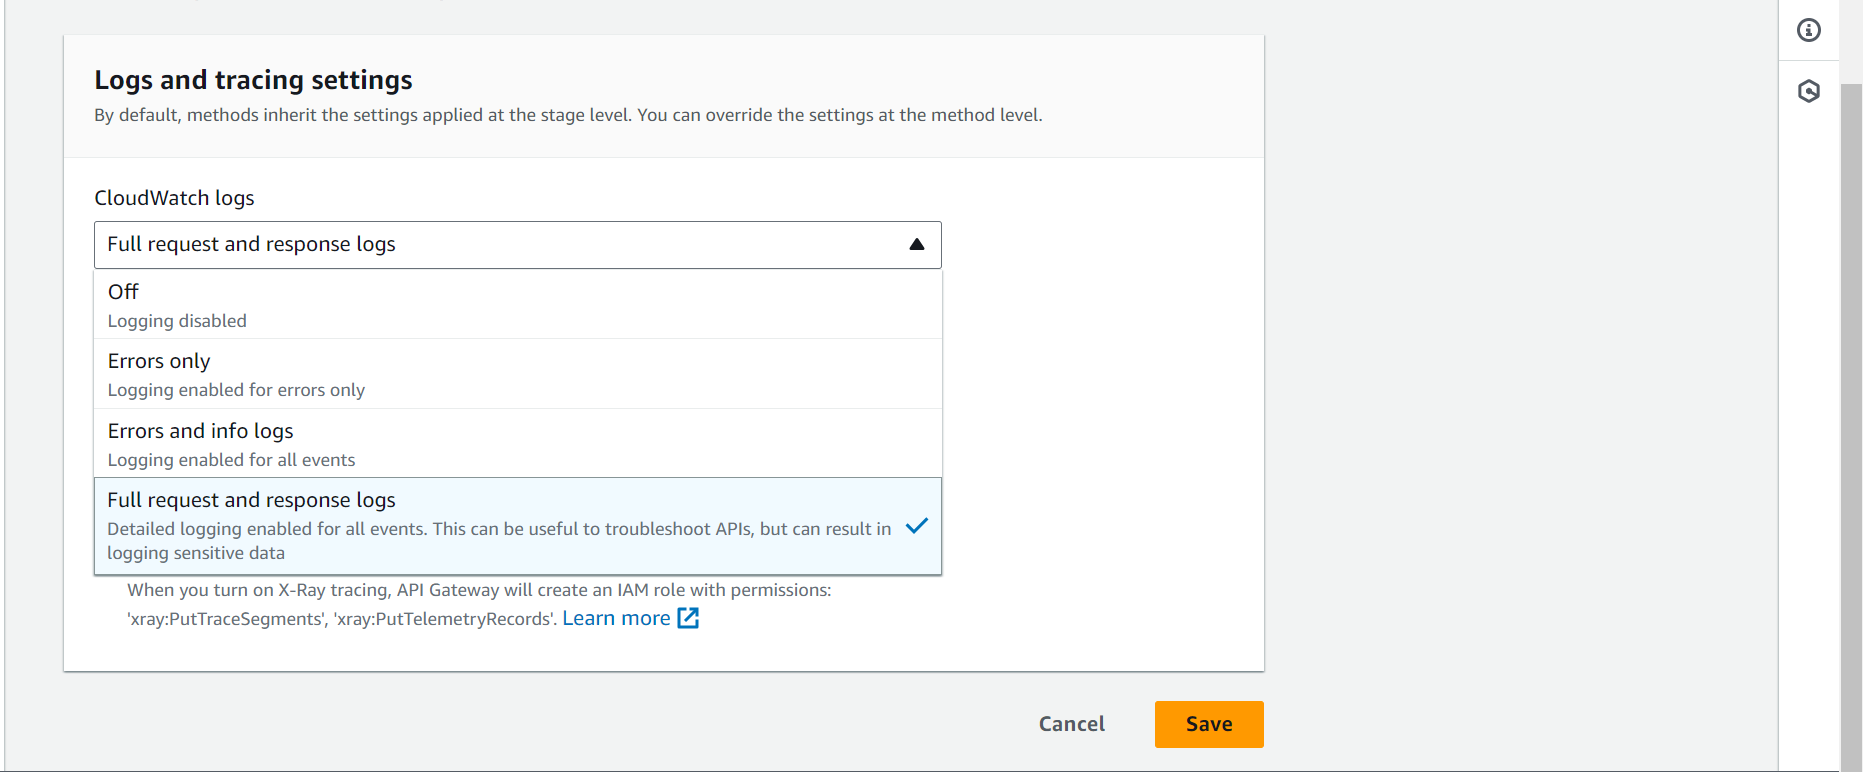 Logs and tracing settings
By default, methods inherit the settings applied at the stage level. You can override the settings at the method level.
CloudWatch logs
Full request and response logs
Off
Logging disabled
Errors only
Logging enabled for errors only
Errors and info logs
Logging enabled for all events
Full request and response logs
Detailed logging enabled for all events. This can be useful to troubleshoot APIs, but can result in
logging sensitive data
When you turn on X-Ray tracing, API Gateway will create an IAM role with permissions:
'xray:PutTraceSegments', 'xray:PutTelemetryRecords'. Learn more
Cancel
Save